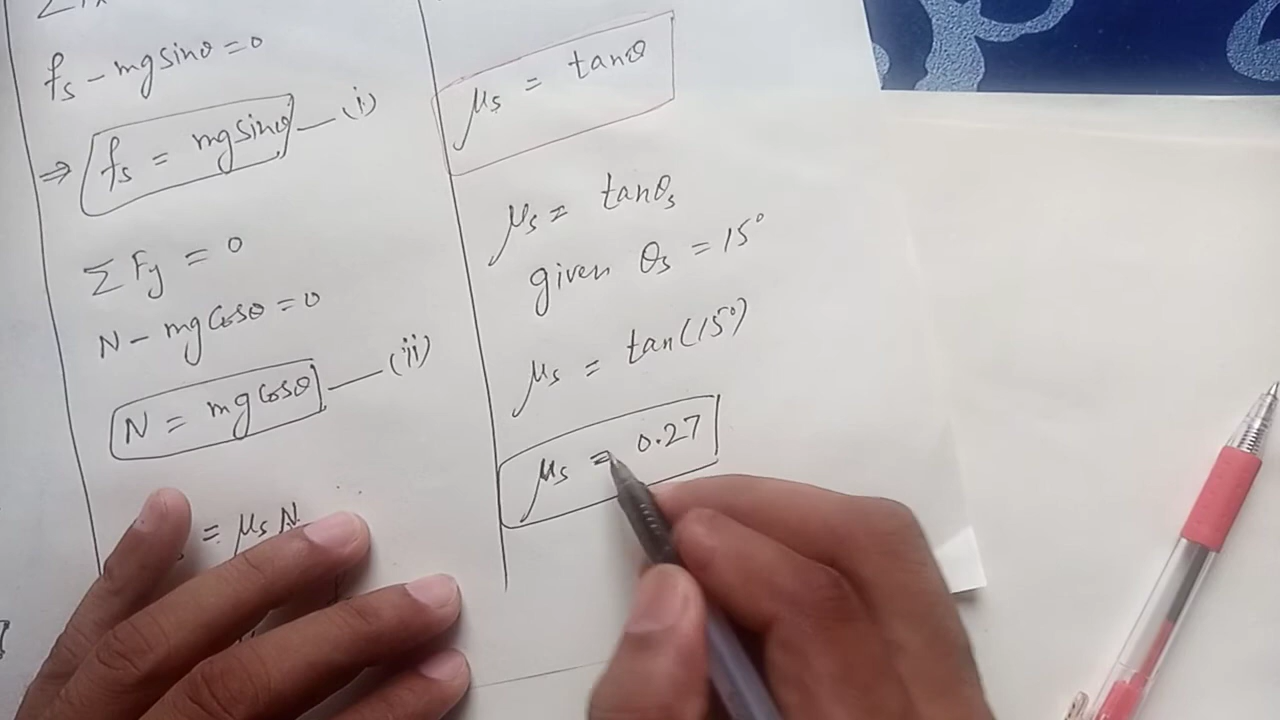 fs - mg sinθ = 0
⇒ fs = mg sinθ — (i)
Σ Fy = 0
N - mg cosθ = 0
N = mg cosθ — (ii)
= μs N
μs = tanθ
μs = tanθs
given θs = 15°
μs = tan(15°)
μs = 0.27